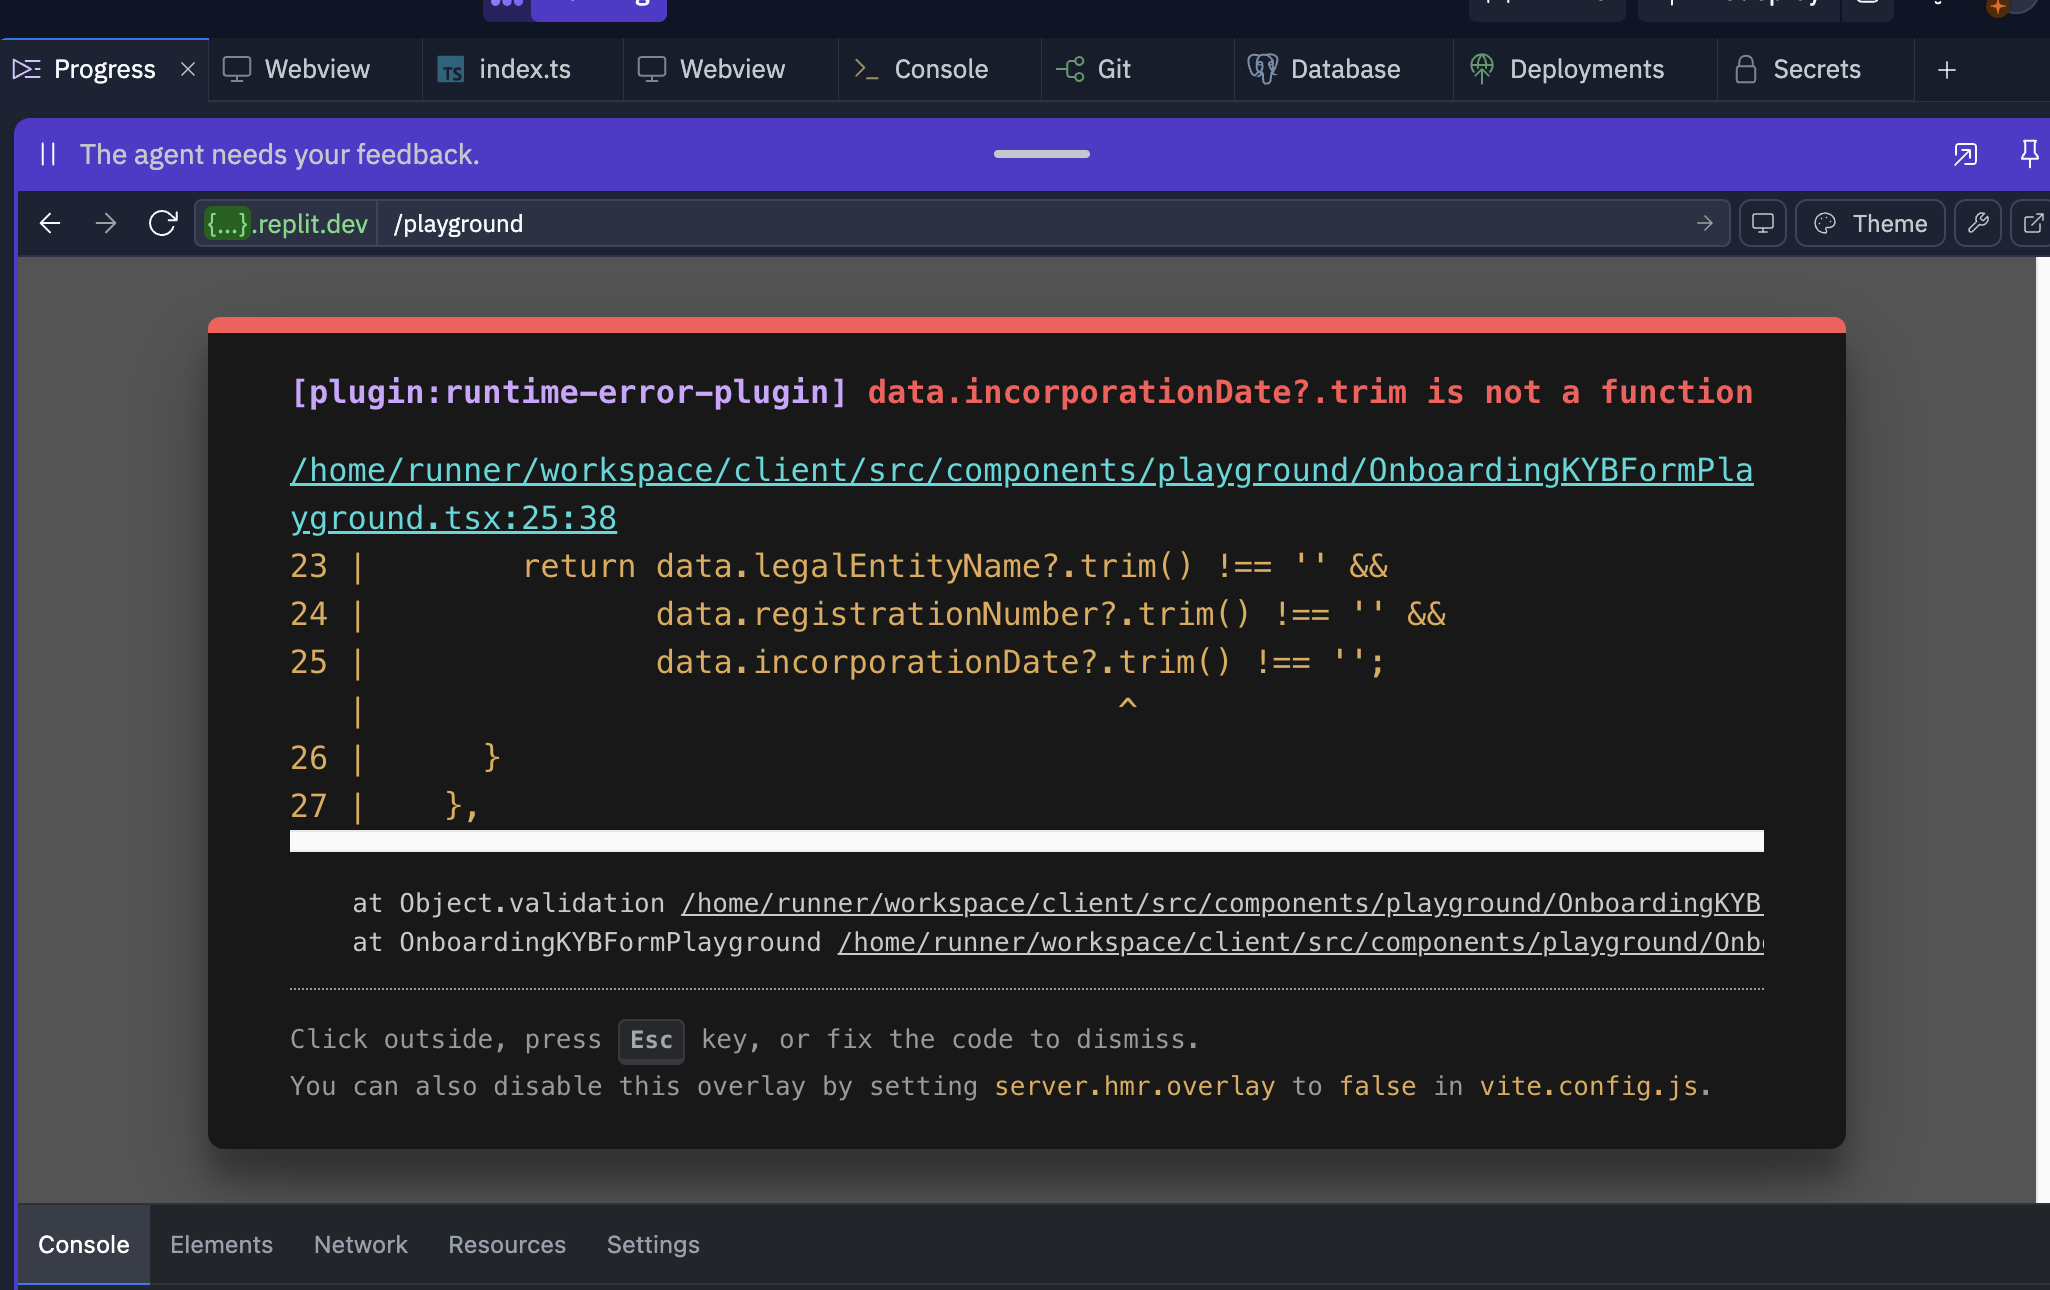 Progress
Webview
TS index.ts
Webview
Console
Git
Database
Deployments
Secrets
The agent needs your feedback.
{...}.replit.dev /playground
Theme
[plugin:runtime-error-plugin] data.incorporationDate?.trim is not a function
/home/runner/workspace/client/src/components/playground/OnboardingKYBFormPla
yground.tsx:25:38
23 |        return data.legalEntityName?.trim() !== '' &&
24 |               data.registrationNumber?.trim() !== '' &&
25 |               data.incorporationDate?.trim() !== '';
   |                                       ^
26 |      }
27 |    },
at Object.validation /home/runner/workspace/client/src/components/playground/OnboardingKYB
at OnboardingKYBFormPlayground /home/runner/workspace/client/src/components/playground/Onb
Click outside, press Esc key, or fix the code to dismiss.
You can also disable this overlay by setting server.hmr.overlay to false in vite.config.js.
Console
Elements
Network
Resources
Settings